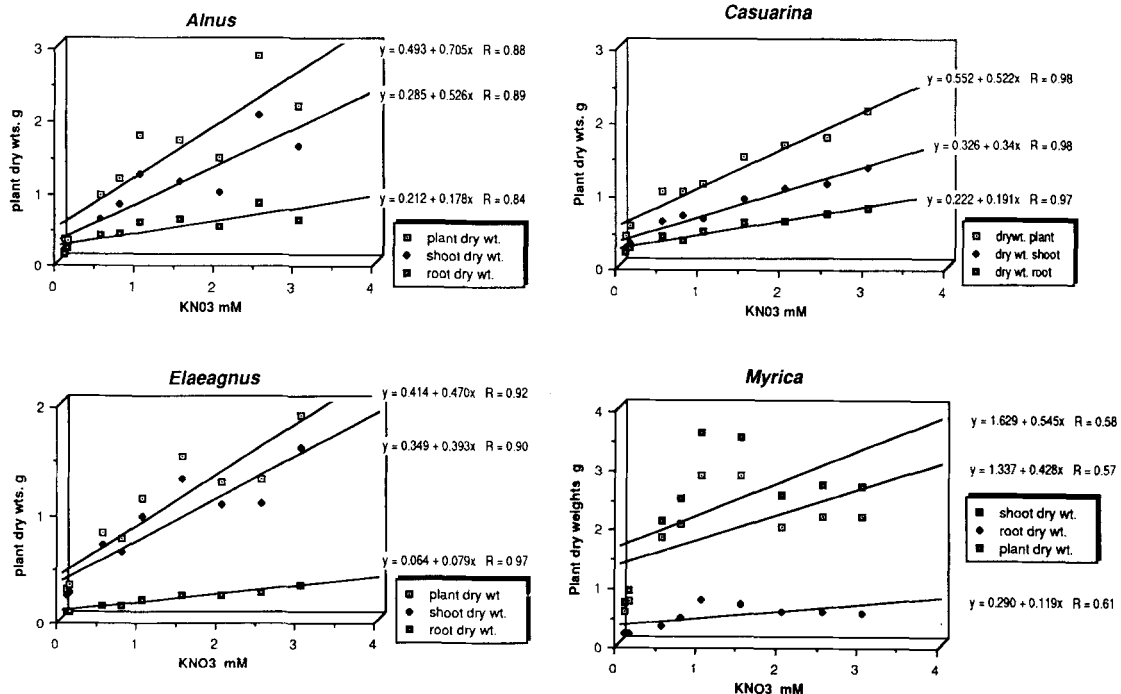 Alnus
3
2
1
0
plant dry wts. g
0 1 2 3 4
KN03 mM
y = 0.493 + 0.705x R = 0.88
y = 0.285 + 0.526x R = 0.89
y = 0.212 + 0.178x R = 0.84
plant dry wt.
shoot dry wt.
root dry wt.
Casuarina
3
2
1
0
plant dry wts. g
0 1 2 3 4
KN03 mM
y = 0.552 + 0.522x R = 0.98
y = 0.326 + 0.34x R = 0.98
y = 0.222 + 0.191x R = 0.97
drywt. plant
dry wt. shoot
dry wt. root
Elaeagnus
2
1
0
plant dry wts. g
0 1 2 3 4
KNO3 mM
y = 0.414 + 0.470x R = 0.92
y = 0.349 + 0.393x R = 0.90
y = 0.064 + 0.079x R = 0.97
plant dry wt
shoot dry wt.
root dry wt.
Myrica
4
3
2
1
0
Plant dry weights g
0 1 2 3 4
KNO3 mM
y = 1.629 + 0.545x R = 0.58
y = 1.337 + 0.428x R = 0.57
y = 0.290 + 0.119x R = 0.61
shoot dry wt.
root dry wt.
plant dry wt.